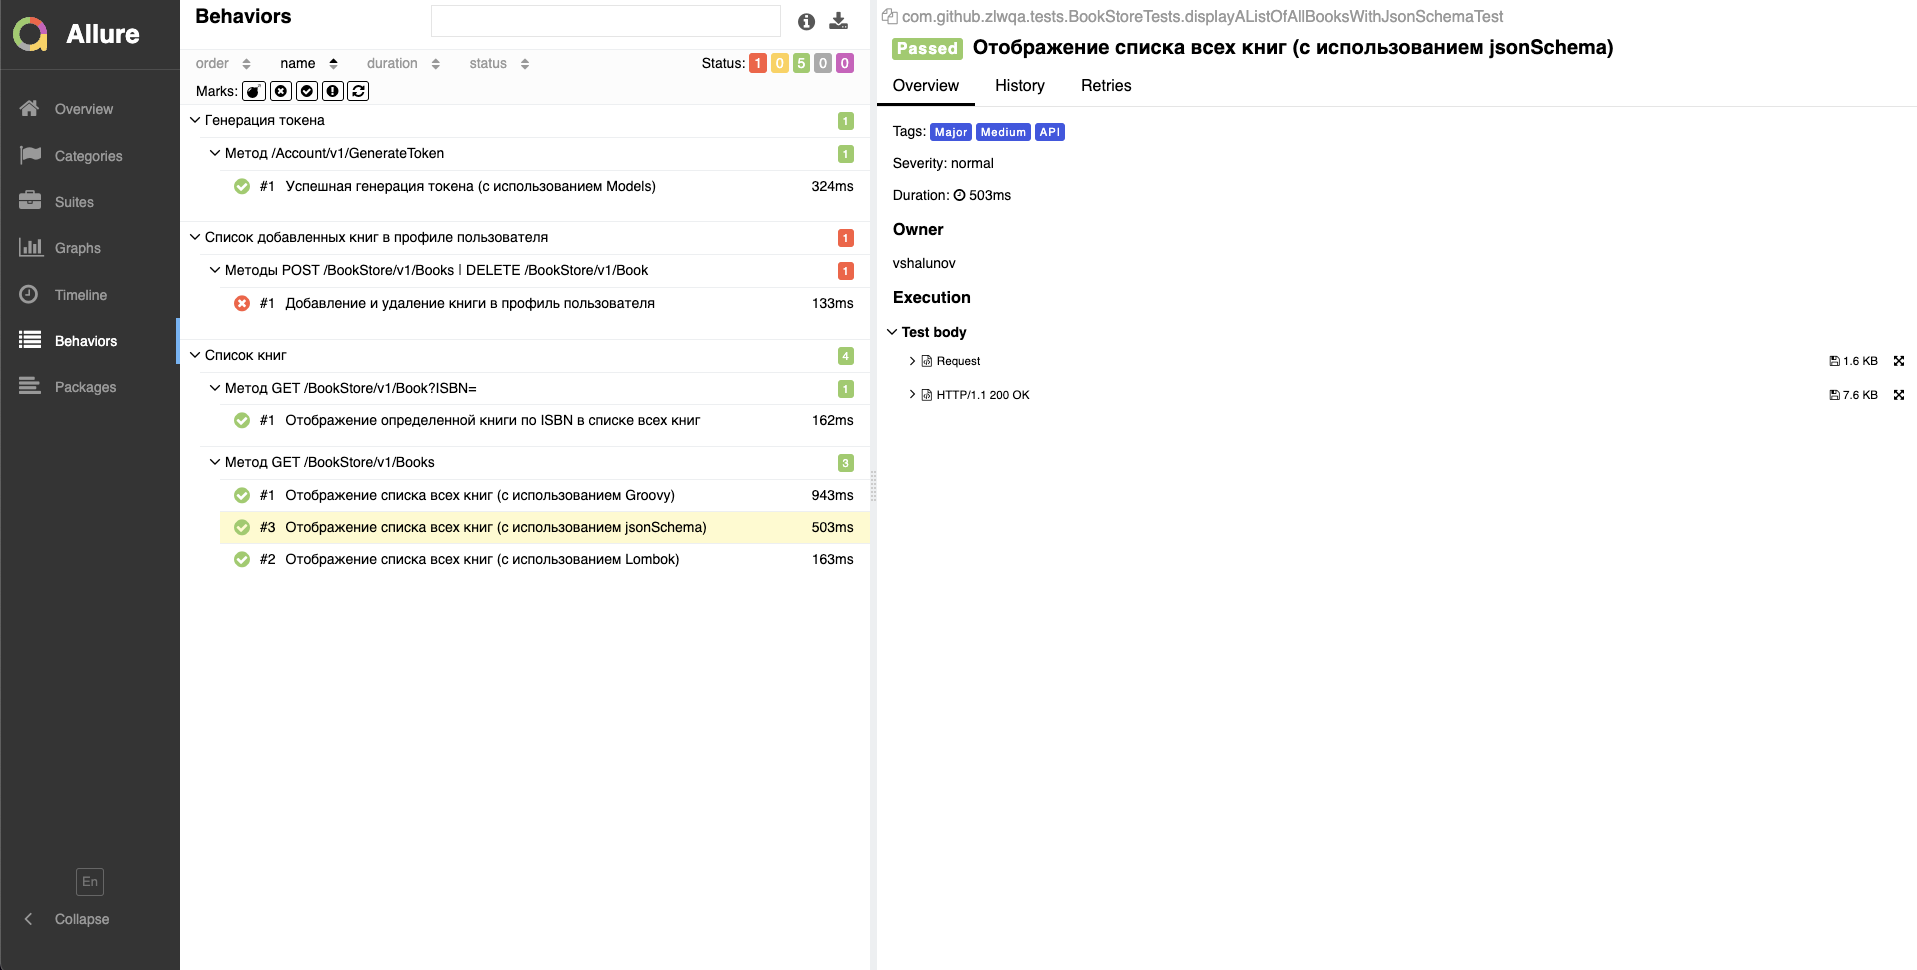 Allure
Overview
Categories
Suites
Graphs
Timeline
Behaviors
Packages
En
Collapse
Behaviors
order name duration status Status: 1 0 5 0 0
Marks:
Генерация токена 1
Метод /Account/v1/GenerateToken 1
#1 Успешная генерация токена (с использованием Models) 324ms
Список добавленных книг в профиле пользователя 1
Методы POST /BookStore/v1/Books | DELETE /BookStore/v1/Book 1
#1 Добавление и удаление книги в профиль пользователя 133ms
Список книг 4
Метод GET /BookStore/v1/Book?ISBN= 1
#1 Отображение определенной книги по ISBN в списке всех книг 162ms
Метод GET /BookStore/v1/Books 3
#1 Отображение списка всех книг (с использованием Groovy) 943ms
#3 Отображение списка всех книг (с использованием jsonSchema) 503ms
#2 Отображение списка всех книг (с использованием Lombok) 163ms
com.github.zlwqa.tests.BookStoreTests.displayAListOfAllBooksWithJsonSchemaTest
Passed Отображение списка всех книг (с использованием jsonSchema)
Overview History Retries
Tags: Major Medium API
Severity: normal
Duration: 503ms
Owner
vshalunov
Execution
Test body
Request 1.6 KB
HTTP/1.1 200 OK 7.6 KB